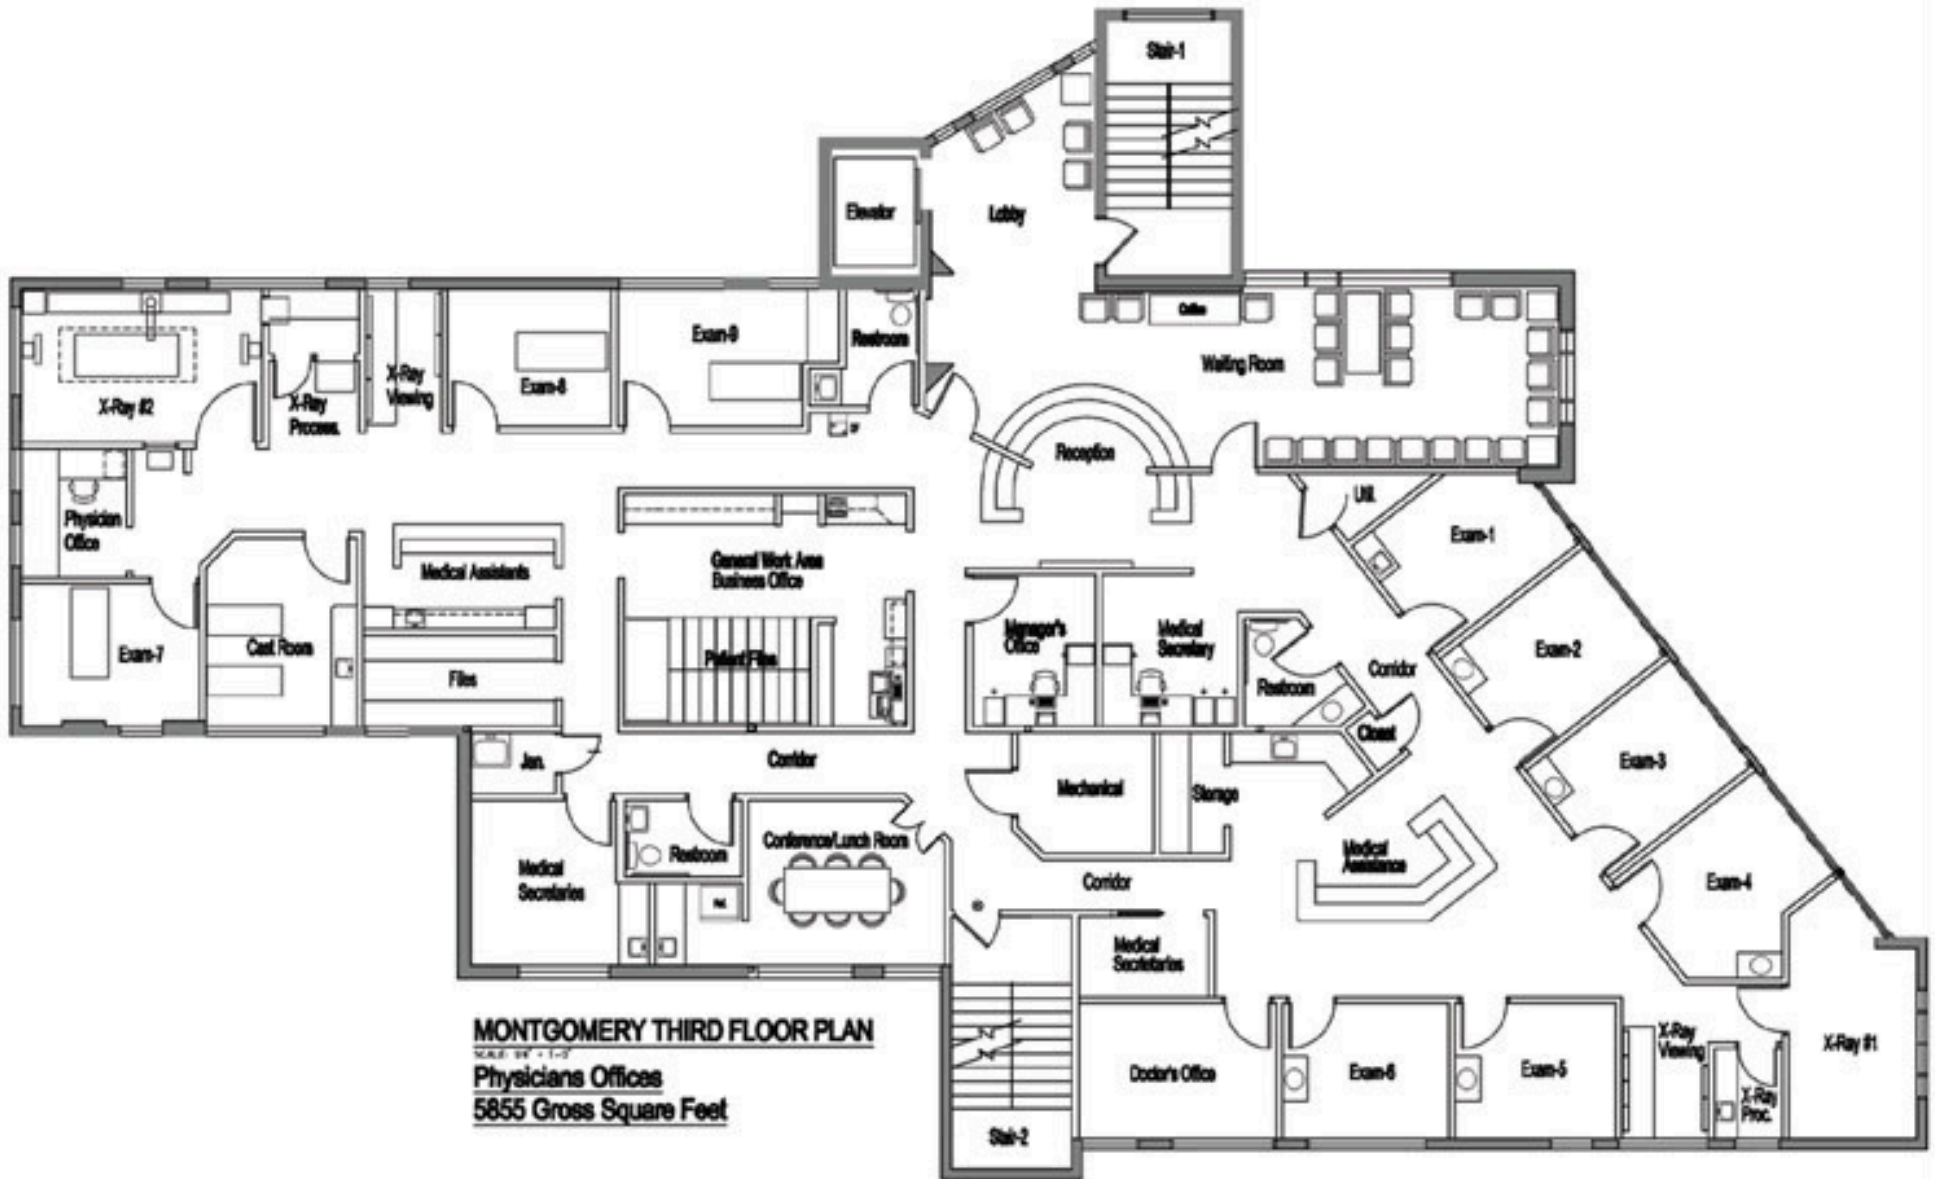 Stair-1
Elevator
Lobby
Coffee
Waiting Room
X-Ray #2
X-Ray
Process.
X-Ray
Viewing
Exam-8
Exam-9
Restroom
DF
Reception
Util.
Exam-1
Physician
Office
Medical Assistants
General Work Area
Business Office
Exam-7
Cast Room
Files
Patient Files
Manager's
Office
Medical
Secretary
Restroom
Corridor
Exam-2
Closet
Exam-3
Jan.
Corridor
Mechanical
Storage
Medical
Secretaries
Restroom
Conference/Lunch Room
Ref.
Medical
Assistance
Exam-4
Corridor
Medical
Secretaries
Doctor's Office
Exam-6
Exam-5
X-Ray
Viewing
X-Ray
Proc.
X-Ray #1
Stair-2
MONTGOMERY THIRD FLOOR PLAN
Physicians Offices
5855 Gross Square Feet